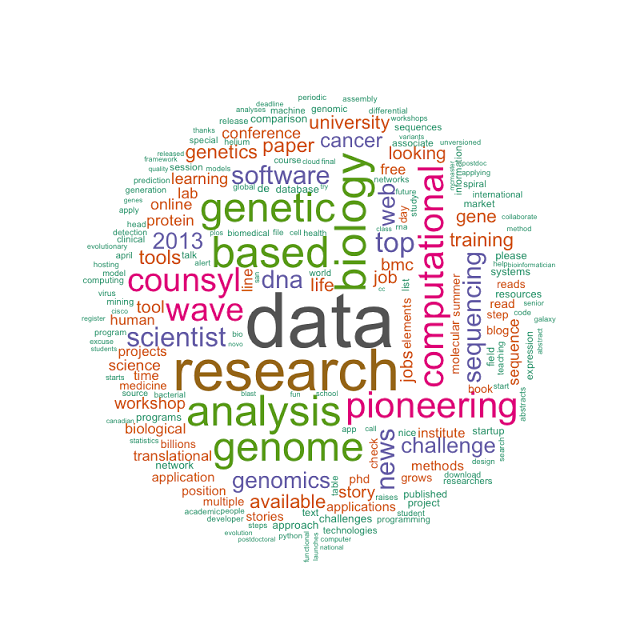 periodic
assembly
deadline
analyses
machine
genomic
differential
release
comparison
university
workshops
sequences
thanks
conference
variants
special
helium
paper
cancer
associate
unversioned
genetics
looking
released
framework
session
course
cloud
final
free
postdoc
quality
models
software
networks
information
applying
prediction
learning
global
de
database
try
web
future
study
increase
spiral
generation
lab
international
genes
online
genetic
biology
market
apply
protein
day
computational
gene
collaborate
head
plos
biomedical
file
cell
health
class
rna
method
detection
2013
top
training
clinical
talk
based
evolutionary
april
tools
alert
bmc
please
hosting
help
bioinformatician
model
counsyl
line
san
dna
world
life
job
list
sequencing
systems
computing
virus
cc
reads
resources
mining
tool
wave
data
elements
molecular
summer
read
senior
cisco
step
code
register
human
galaxy
program
scientist
bio
blog
sequence
excuse
novo
students
projects
jobs
field
teaching
expression
abstract
science
research
starts
time
medicine
book
start
source
bacterial
blast
fun
school
abstracts
workshop
analysis
pioneering
canadian
programs
biological
app
call
nice
institute
startup
statistics
genome
news
challenge
search
billions
translational
check
design
network
methods
application
genomics
phd
grows
download
researchers
position
table
story
raises
published
multiple
available
applications
project
academic
people
text
student
developer
stories
challenges
programming
steps
approach
technologies
evolution
python
functional
launches
computer
postdoctoral
national